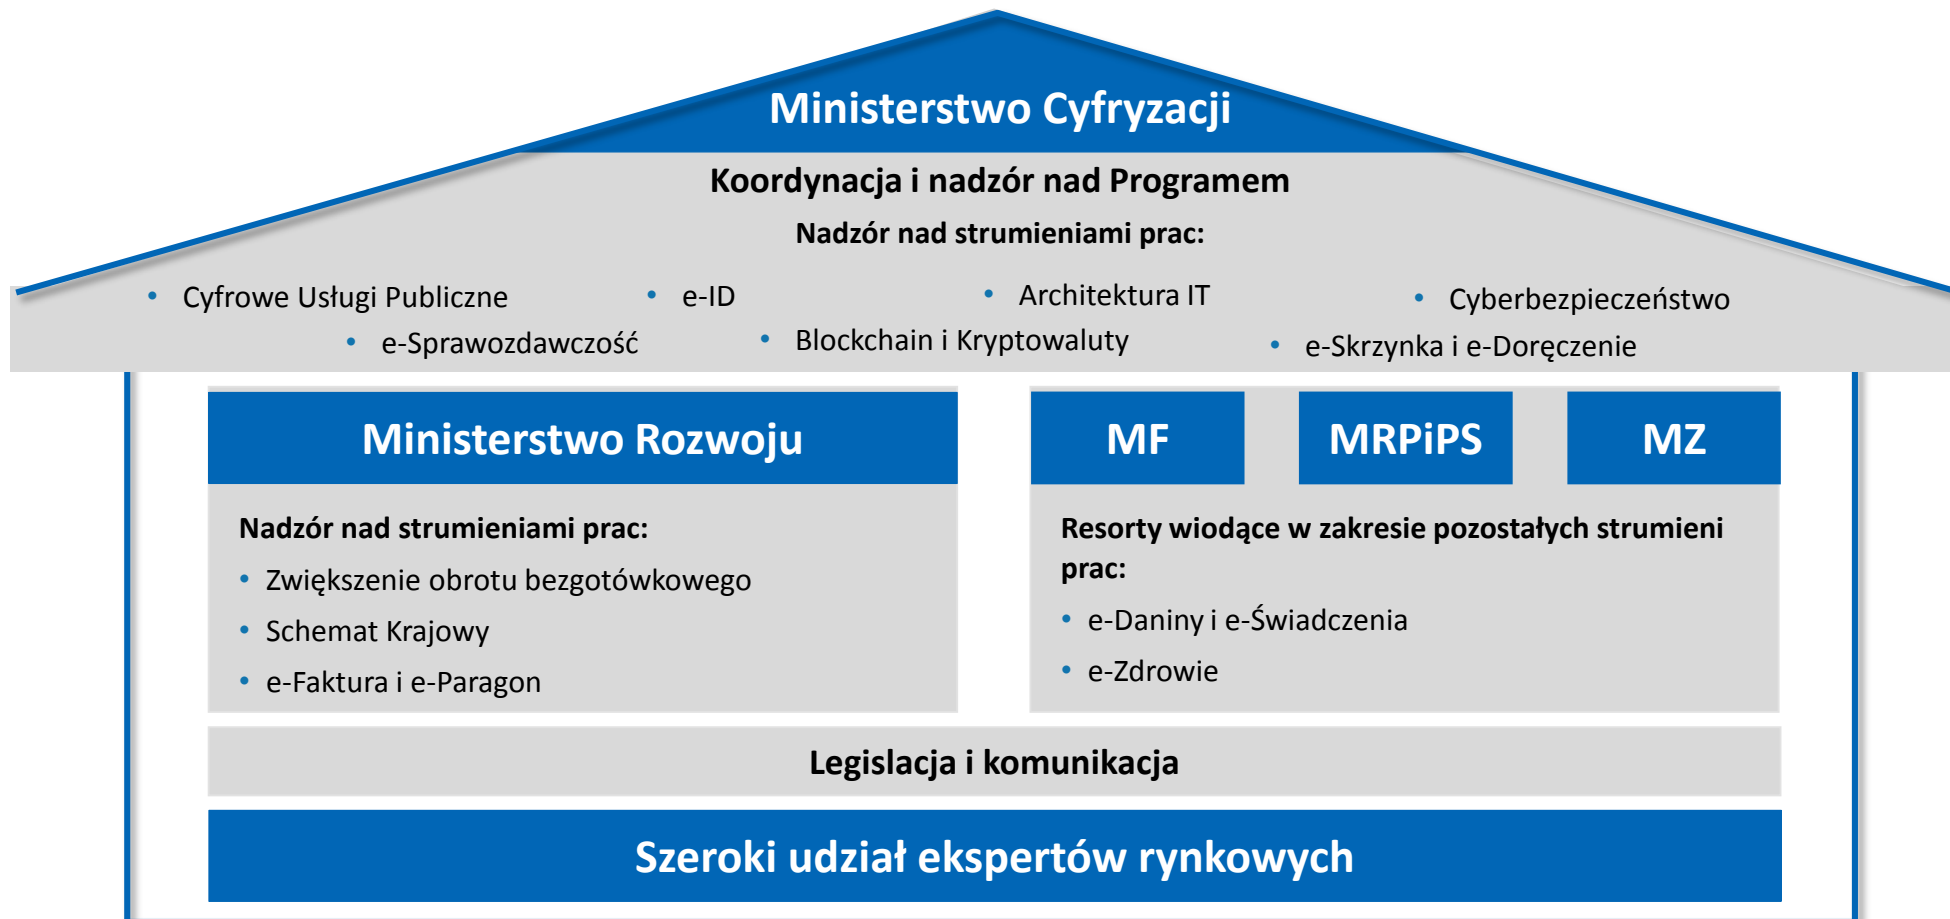 Ministerstwo Cyfryzacji
Koordynacja i nadzór nad Programem
Nadzór nad strumieniami prac:
• Cyfrowe Usługi Publiczne • e-ID • Architektura IT • Cyberbezpieczeństwo
• e-Sprawozdawczość • Blockchain i Kryptowaluty • e-Skrzynka i e-Doręczenie
Ministerstwo Rozwoju
Nadzór nad strumieniami prac:
• Zwiększenie obrotu bezgotówkowego
• Schemat Krajowy
• e-Faktura i e-Paragon
MF MRPiPS MZ
Resorty wiodące w zakresie pozostałych strumieni
prac:
• e-Daniny i e-Świadczenia
• e-Zdrowie
Legislacja i komunikacja
Szeroki udział ekspertów rynkowych